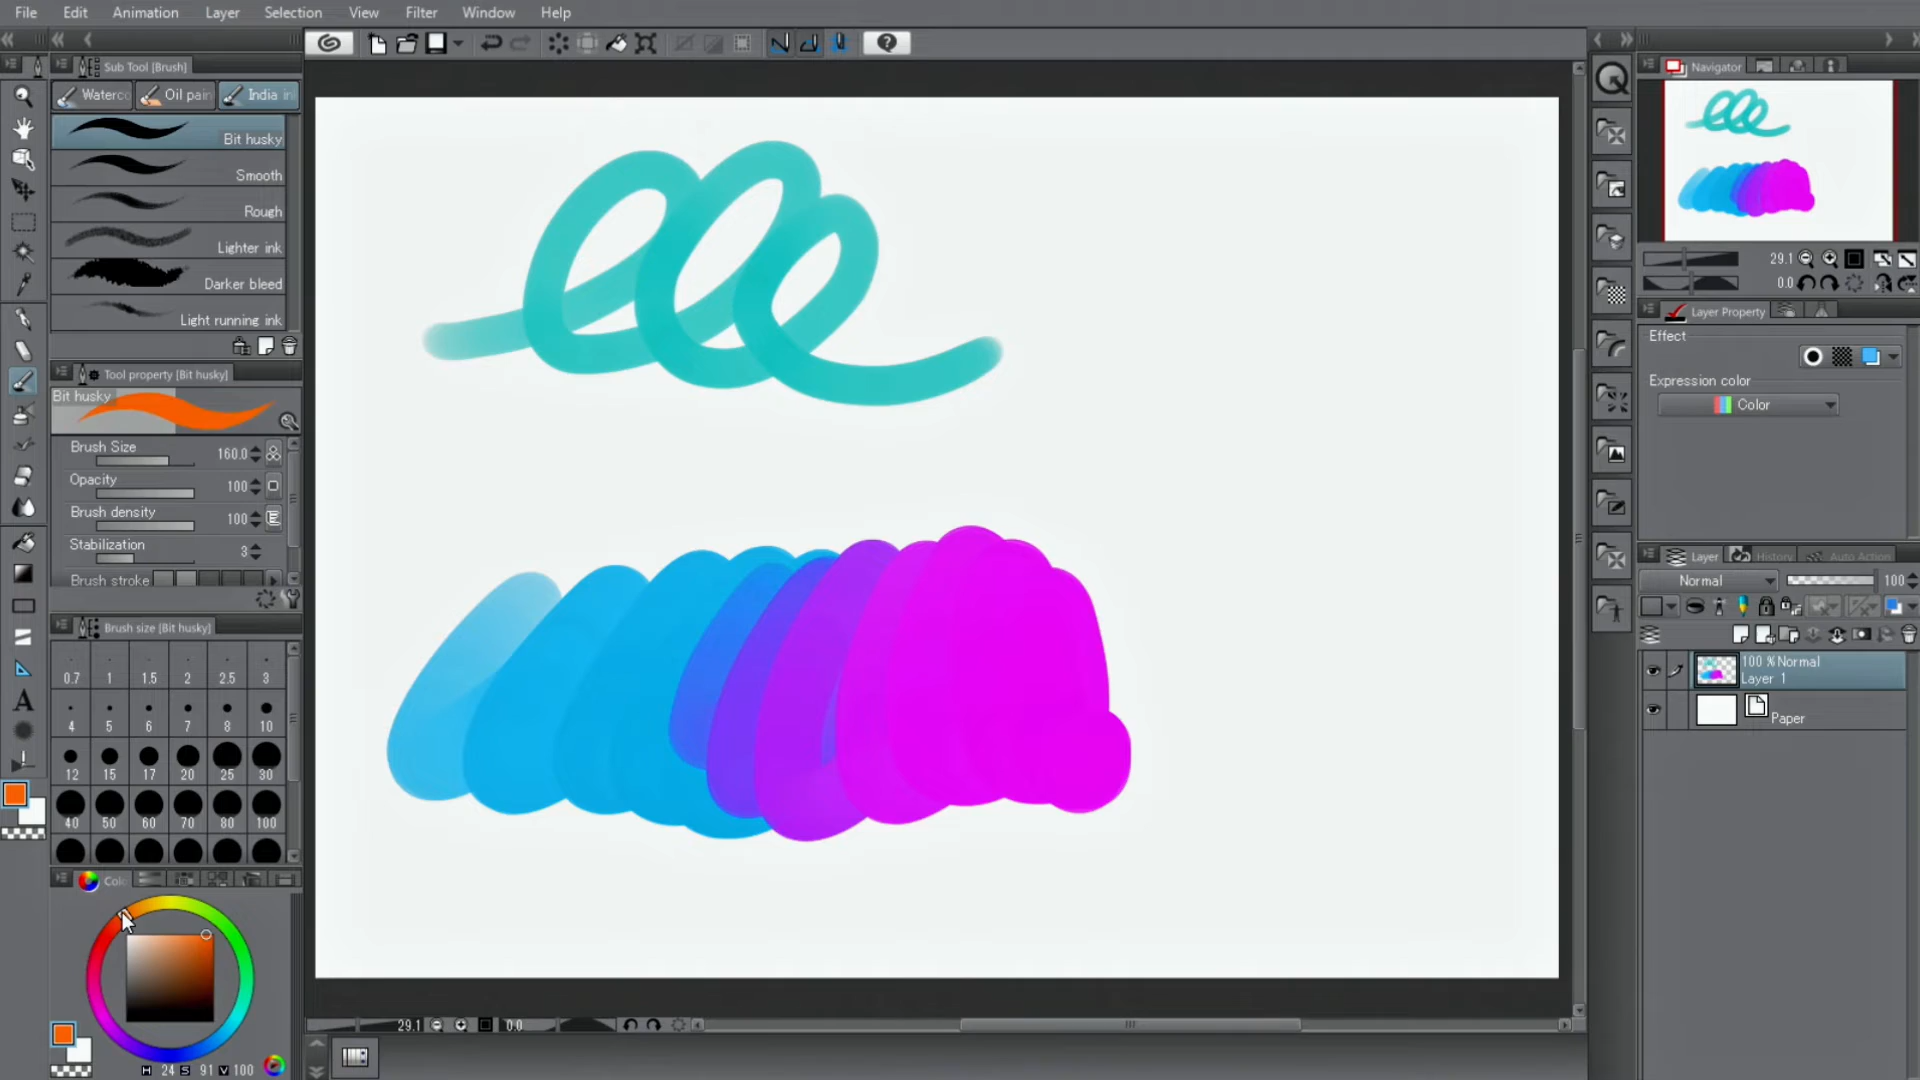 File Edit Animation Layer Selection View Filter Window Help
Sub Tool [Brush]
Waterco Oil pain India in
Bit husky
Smooth
Rough
Lighter ink
Darker bleed
Light running ink
Tool property [Bit husky]
Bit husky
Brush Size 160.0
Opacity 100
Brush density 100
Stabilization 3
Brush stroke
Brush size [Bit husky]
0.7 1 1.5 2 2.5 3
4 5 6 7 8 10
12 15 17 20 25 30
40 50 60 70 80 100
Colo
H 24 S 91 V 100
29.1 0.0
Navigator
29.1
0.0
Layer Property
Effect
Expression color
Color
Layer History Auto Action
Normal 100
100 %Normal
Layer 1
Paper
A